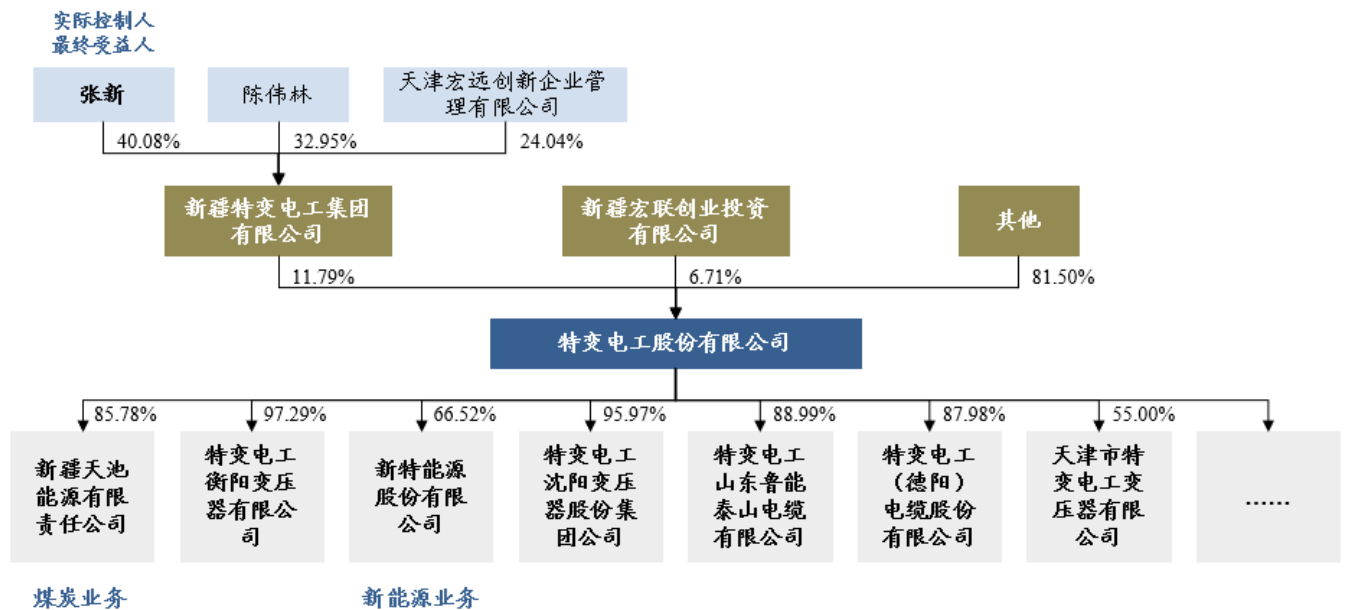 实际控制人
最终受益人
张新
陈伟林
天津宏远创新企业管
理有限公司
40.08%
32.95%
24.04%
新疆特变电工集团
有限公司
新疆宏联创业投资
有限公司
其他
11.79%
6.71%
81.50%
特变电工股份有限公司
85.78%
97.29%
66.52%
95.97%
88.99%
87.98%
55.00%
新疆天池
能源有限
责任公司
特变电工
衡阳变压
器有限公
司
新特能源
股份有限
公司
特变电工
沈阳变压
器股份集
团公司
特变电工
山东鲁能
泰山电缆
有限公司
特变电工
（德阳）
电缆股份
有限公司
天津市特
变电工变
压器有限
公司
……
煤炭业务
新能源业务